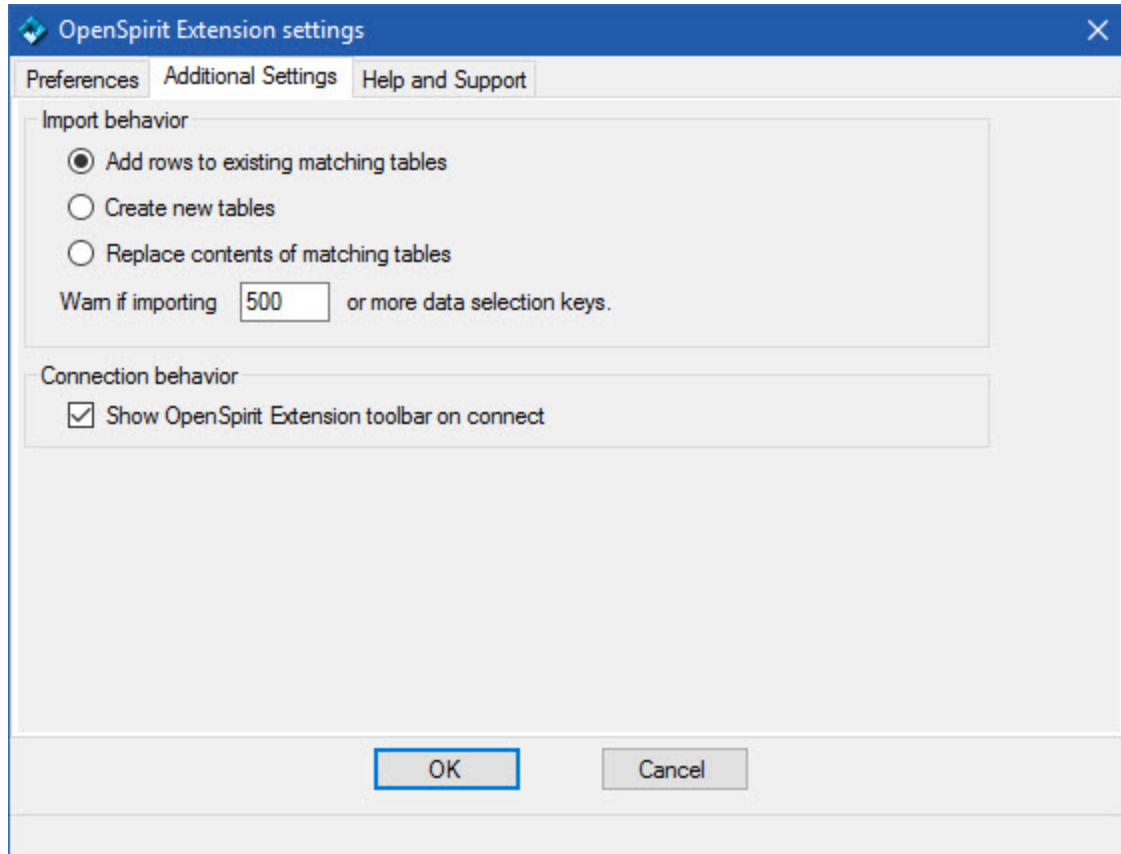 OpenSpirit Extension settings
Preferences Additional Settings Help and Support
Import behavior
Add rows to existing matching tables
Create new tables
Replace contents of matching tables
Warn if importing 500 or more data selection keys.
Connection behavior
Show OpenSpirit Extension toolbar on connect
OK Cancel